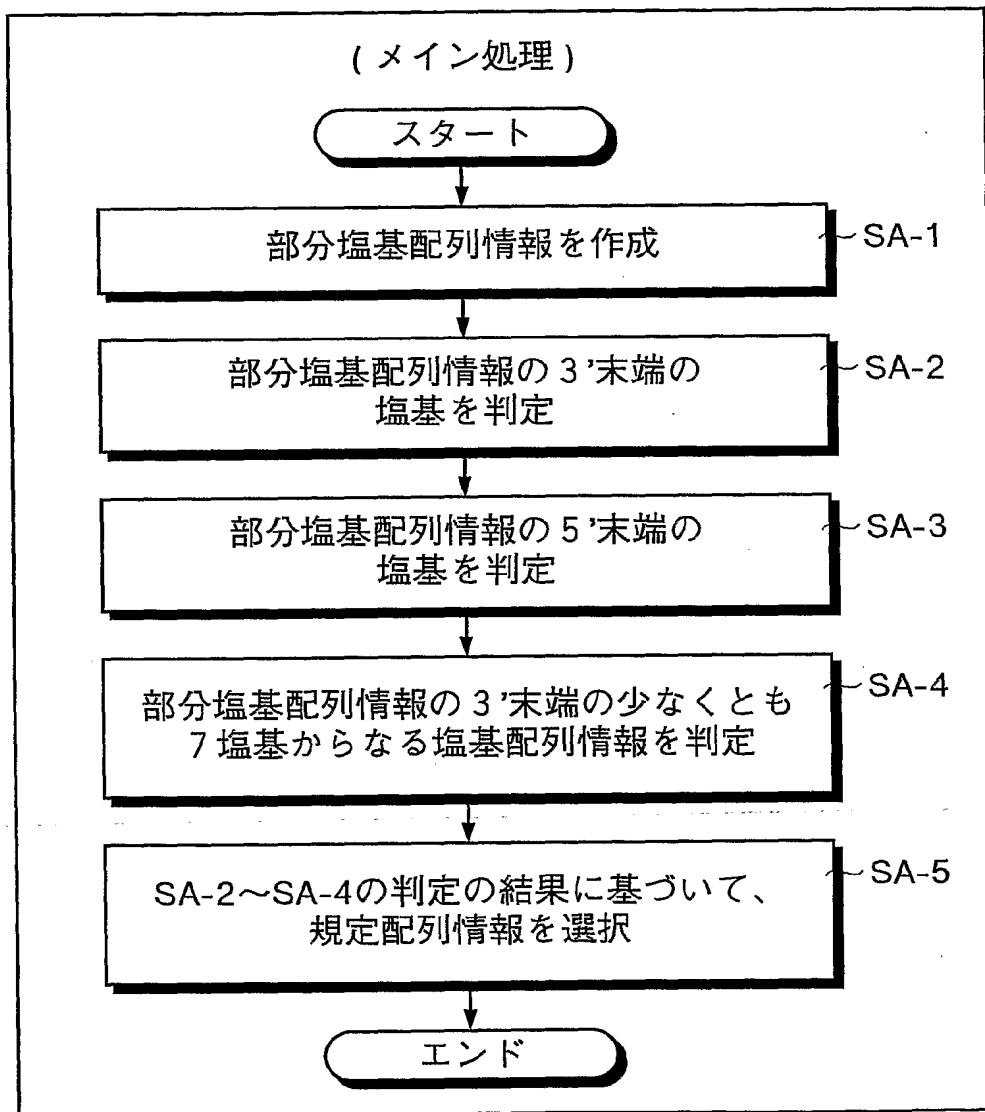 (メイン処理)
スタート
部分塩基配列情報を作成
SA-1
部分塩基配列情報の3'末端の
塩基を判定
SA-2
部分塩基配列情報の5'末端の
塩基を判定
SA-3
部分塩基配列情報の3'末端の少なくとも
7塩基からなる塩基配列情報を判定
SA-4
SA-2~SA-4の判定の結果に基づいて、
規定配列情報を選択
SA-5
エンド